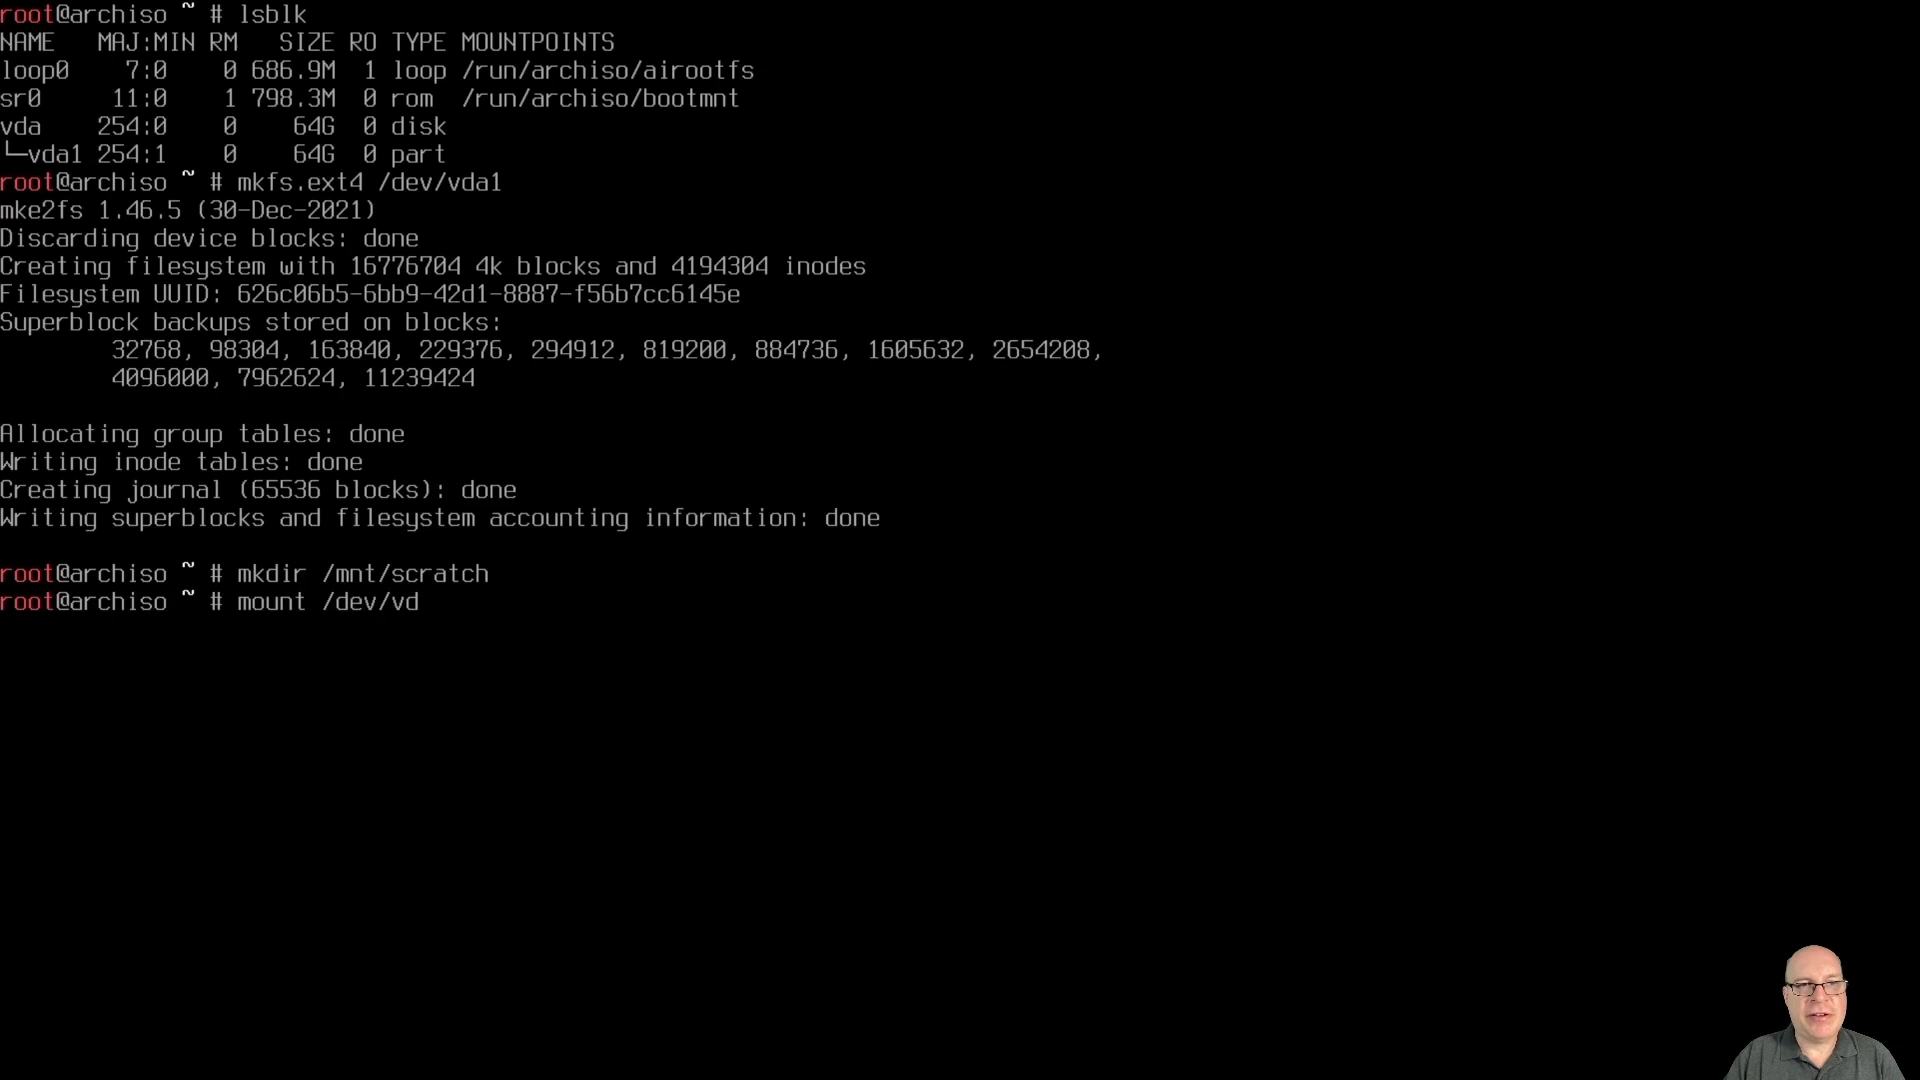 root@archiso ~ # lsblk
NAME   MAJ:MIN RM   SIZE RO TYPE MOUNTPOINTS
loop0    7:0    0 686.9M  1 loop /run/archiso/airootfs
sr0     11:0    1 798.3M  0 rom  /run/archiso/bootmnt
vda    254:0    0    64G  0 disk
└─vda1 254:1    0    64G  0 part
root@archiso ~ # mkfs.ext4 /dev/vda1
mke2fs 1.46.5 (30-Dec-2021)
Discarding device blocks: done
Creating filesystem with 16776704 4k blocks and 4194304 inodes
Filesystem UUID: 626c06b5-6bb9-42d1-8887-f56b7cc6145e
Superblock backups stored on blocks:
        32768, 98304, 163840, 229376, 294912, 819200, 884736, 1605632, 2654208,
        4096000, 7962624, 11239424
Allocating group tables: done
Writing inode tables: done
Creating journal (65536 blocks): done
Writing superblocks and filesystem accounting information: done
root@archiso ~ # mkdir /mnt/scratch
root@archiso ~ # mount /dev/vd